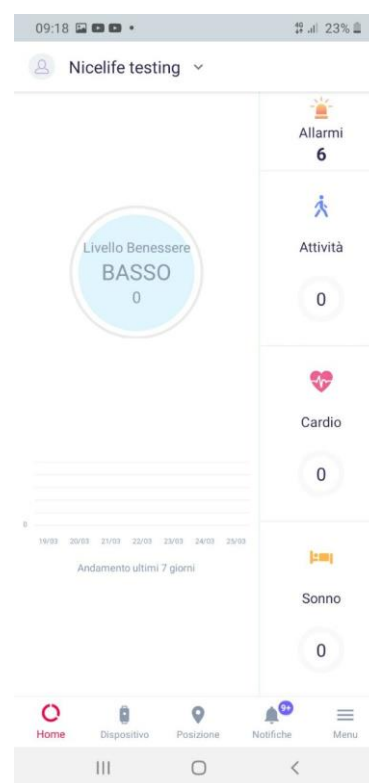 09:18
4G 23%
Nicelife testing
Allarmi
6
Livello Benessere
BASSO
0
Attività
0
Cardio
0
0
19/03 20/03 21/03 22/03 23/03 24/03 25/03
Andamento ultimi 7 giorni
Sonno
0
9+
Home Dispositivo Posizione Notifiche Menu